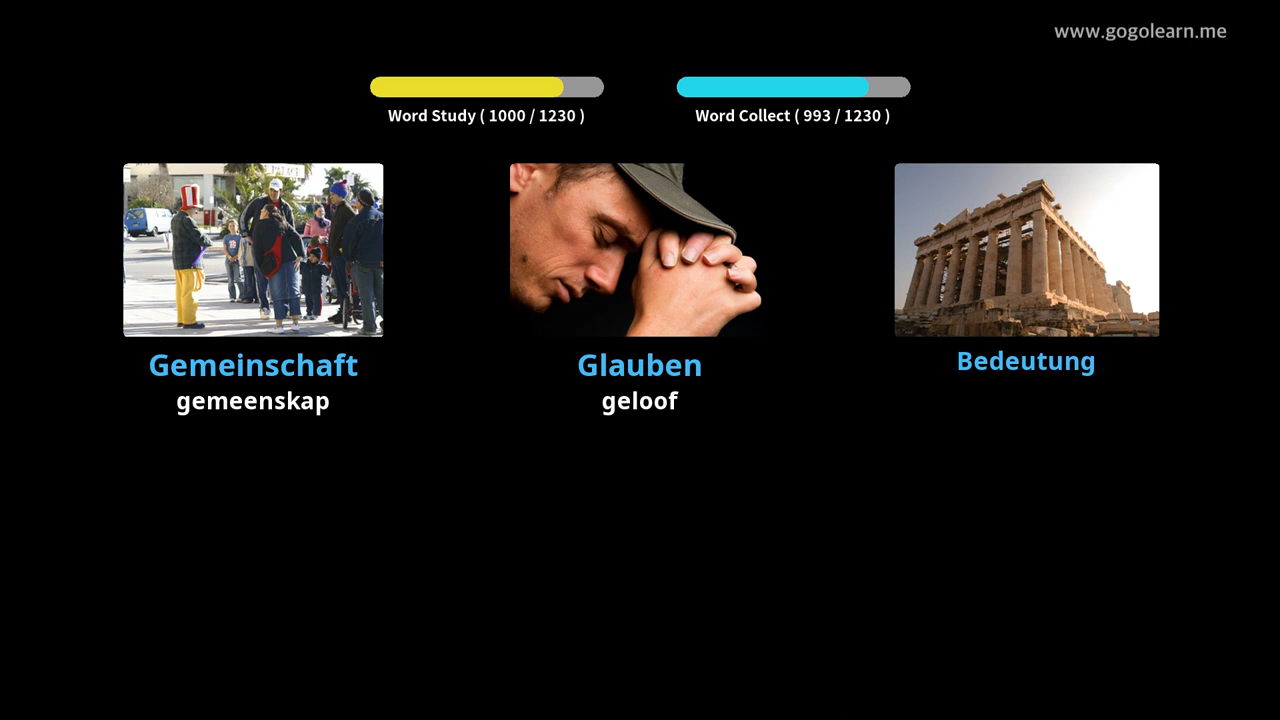 www.gogolearn.me
Word Study ( 1000 / 1230 )
Word Collect ( 993 / 1230 )
Gemeinschaft
gemeenskap
Glauben
geloof
Bedeutung